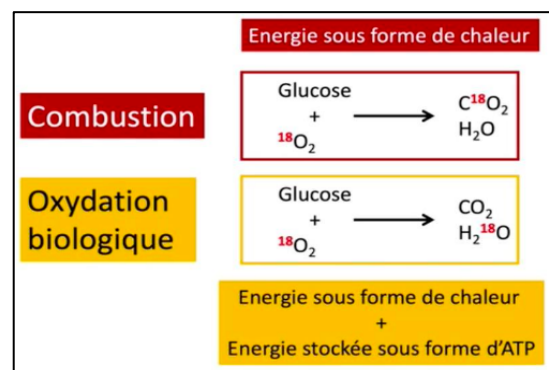 Energie sous forme de chaleur
Combustion
Glucose
+
¹⁸O₂
C¹⁸O₂
H₂O
Oxydation
biologique
Glucose
+
¹⁸O₂
CO₂
H₂¹⁸O
Energie sous forme de chaleur
+
Energie stockée sous forme d'ATP